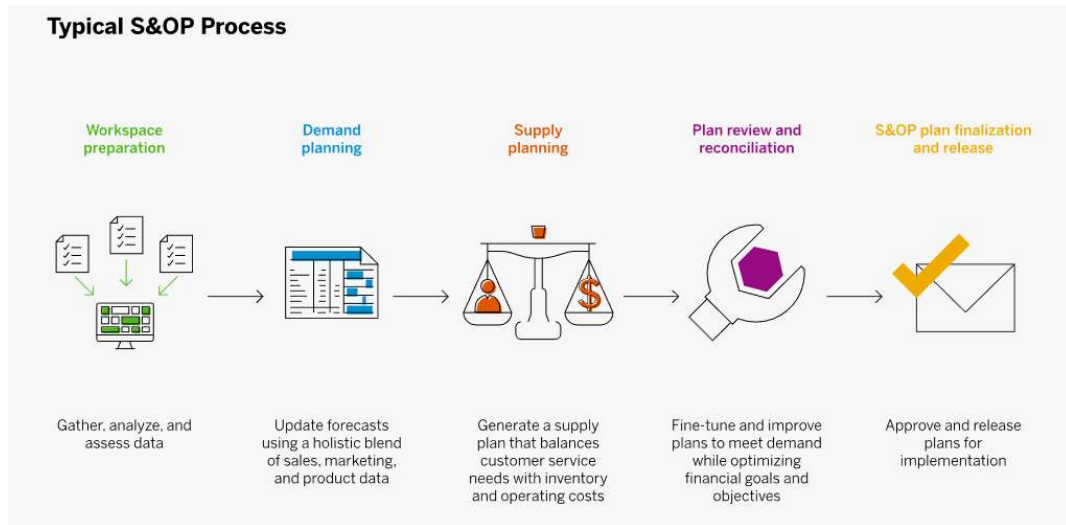 Typical S&OP Process
Workspace
preparation
Demand
planning
Supply
planning
Plan review and
reconciliation
S&OP plan finalization
and release
$
Gather, analyze, and
assess data
Update forecasts
using a holistic blend
of sales, marketing,
and product data
Generate a supply
plan that balances
customer service
needs with inventory
and operating costs
Fine-tune and improve
plans to meet demand
while optimizing
financial goals and
objectives
Approve and release
plans for
implementation